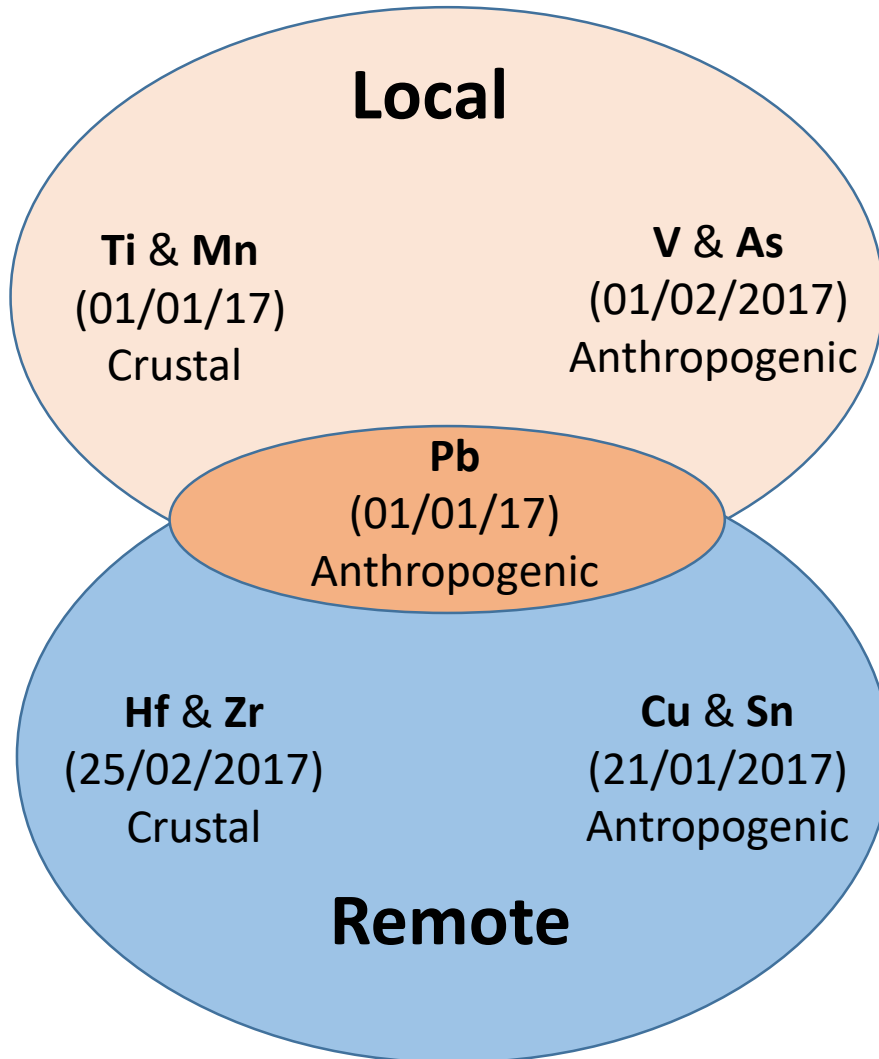 Local
Ti & Mn
(01/01/17)
Crustal
V & As
(01/02/2017)
Anthropogenic
Pb
(01/01/17)
Anthropogenic
Hf & Zr
(25/02/2017)
Crustal
Cu & Sn
(21/01/2017)
Antropogenic
Remote